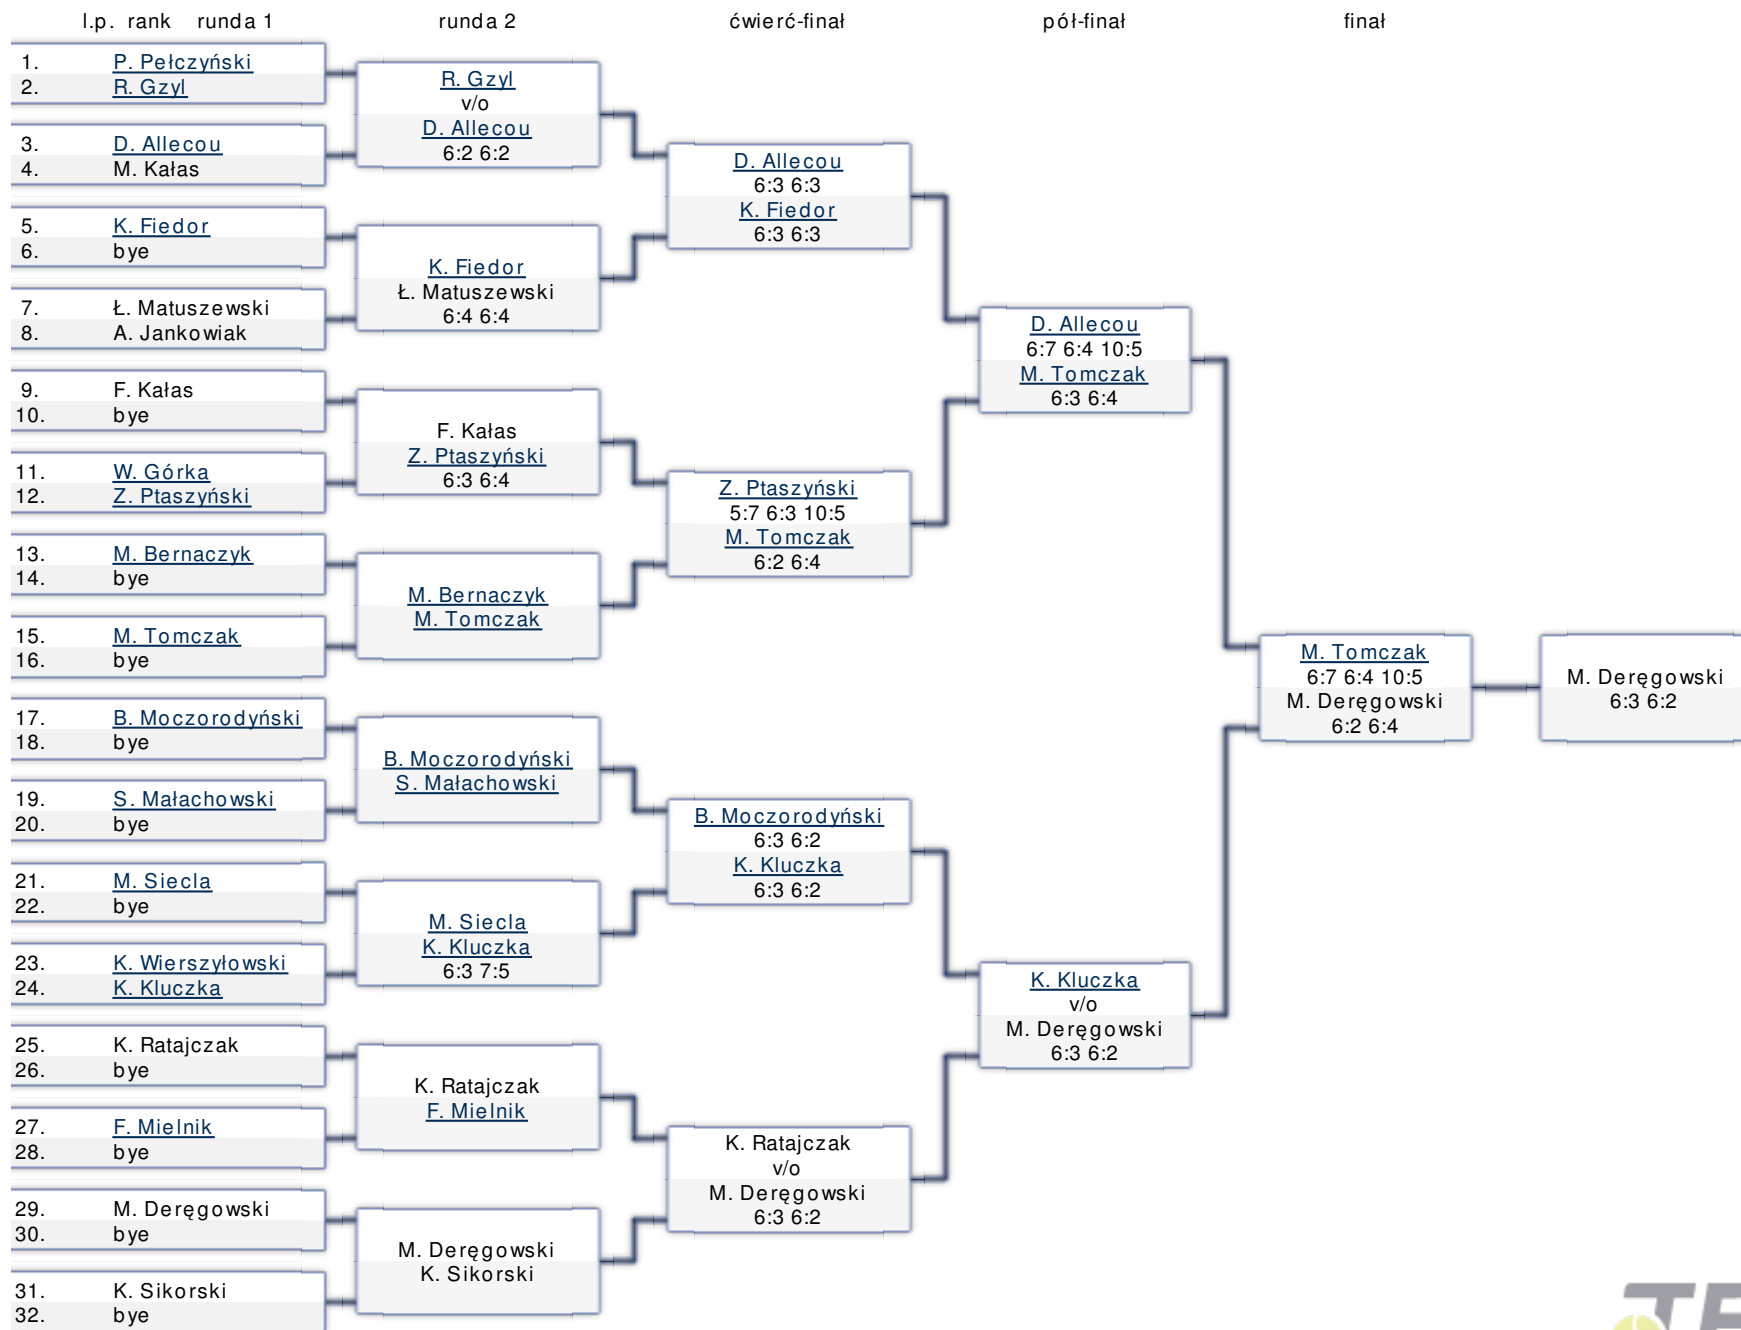 l.p. rank runda 1 runda 2 ćwierć-finał pół-finał finał
1. P. Pełczyński
2. R. Gzyl
3. D. Allecou
4. M. Kałas
5. K. Fiedor
6. bye
7. Ł. Matuszewski
8. A. Jankowiak
9. F. Kałas
10. bye
11. W. Górka
12. Z. Ptaszyński
13. M. Bernaczyk
14. bye
15. M. Tomczak
16. bye
17. B. Moczorodyński
18. bye
19. S. Małachowski
20. bye
21. M. Siecla
22. bye
23. K. Wierszyłowski
24. K. Kluczka
25. K. Ratajczak
26. bye
27. F. Mielnik
28. bye
29. M. Deręgowski
30. bye
31. K. Sikorski
32. bye
R. Gzyl
v/o
D. Allecou
6:2 6:2
K. Fiedor
Ł. Matuszewski
6:4 6:4
F. Kałas
Z. Ptaszyński
6:3 6:4
M. Bernaczyk
M. Tomczak
B. Moczorodyński
S. Małachowski
M. Siecla
K. Kluczka
6:3 7:5
K. Ratajczak
F. Mielnik
M. Deręgowski
K. Sikorski
D. Allecou
6:3 6:3
K. Fiedor
6:3 6:3
Z. Ptaszyński
5:7 6:3 10:5
M. Tomczak
6:2 6:4
B. Moczorodyński
6:3 6:2
K. Kluczka
6:3 6:2
K. Ratajczak
v/o
M. Deręgowski
6:3 6:2
D. Allecou
6:7 6:4 10:5
M. Tomczak
6:3 6:4
K. Kluczka
v/o
M. Deręgowski
6:3 6:2
M. Tomczak
6:7 6:4 10:5
M. Deręgowski
6:2 6:4
M. Deręgowski
6:3 6:2